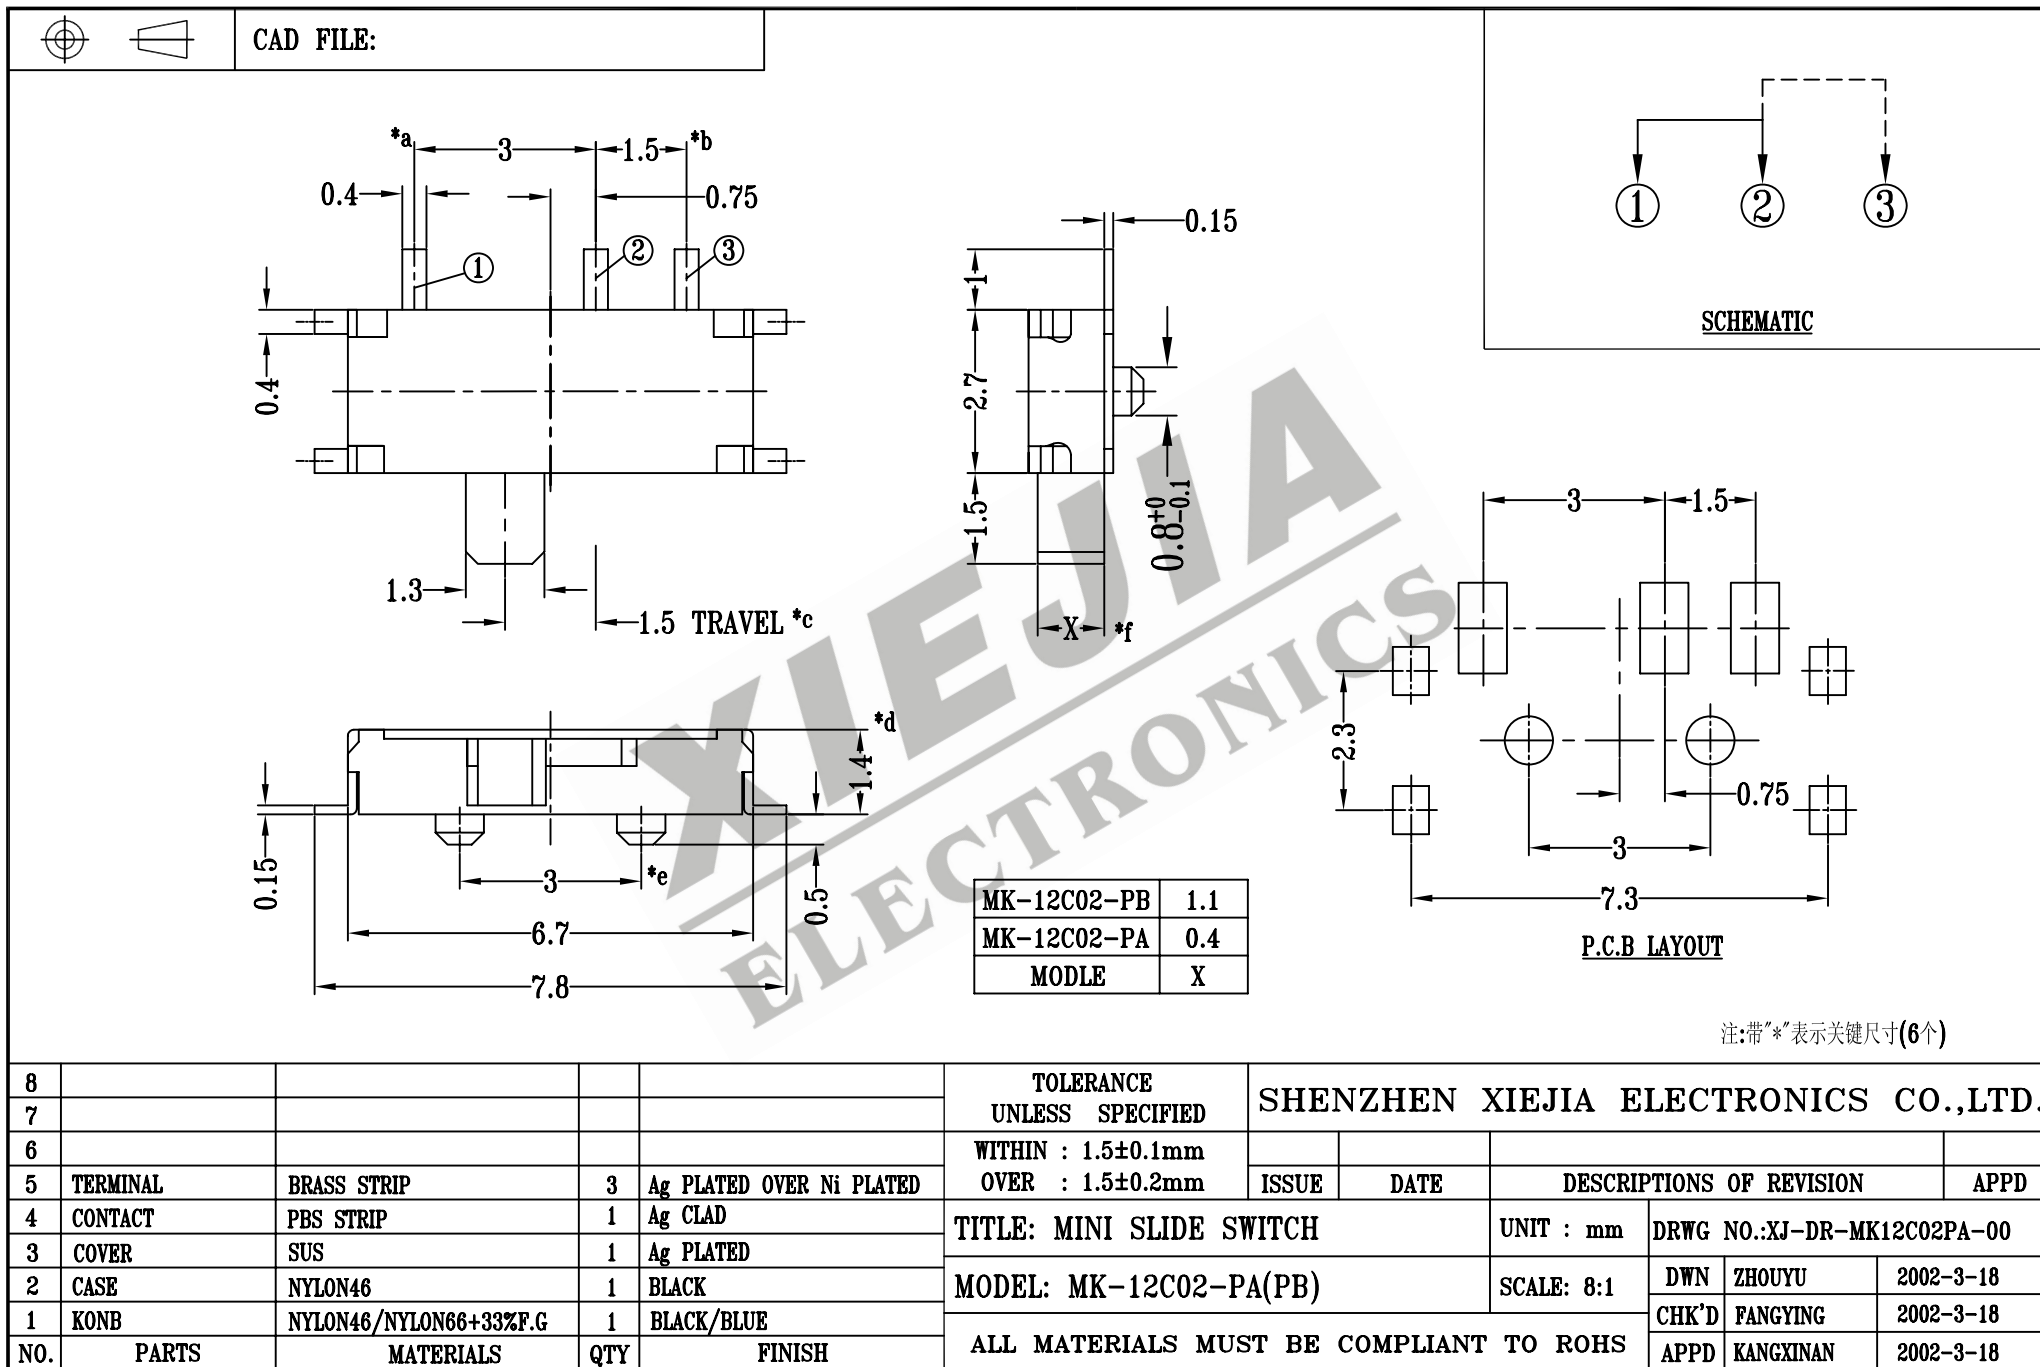 CAD FILE:
*a 3 1.5 *b
0.4 0.75
1 2 3
0.4
1.3
1.5 TRAVEL *c
0.15
1
2.7
1.5
0.8+0-0.1
X *f
1 2 3
SCHEMATIC
*d
1.4
0.15
3 *e
0.5
6.7
7.8
3 1.5
2.3
0.75
3
7.3
P.C.B LAYOUT
XIEJIA
ELECTRONICS
MK-12C02-PB 1.1
MK-12C02-PA 0.4
MODLE X
注:带"*"表示关键尺寸(6个)
8
7
6
5 TERMINAL BRASS STRIP 3 Ag PLATED OVER Ni PLATED
4 CONTACT PBS STRIP 1 Ag CLAD
3 COVER SUS 1 Ag PLATED
2 CASE NYLON46 1 BLACK
1 KONB NYLON46/NYLON66+33%F.G 1 BLACK/BLUE
NO. PARTS MATERIALS QTY FINISH
TOLERANCE
UNLESS SPECIFIED
WITHIN : 1.5±0.1mm
OVER : 1.5±0.2mm
SHENZHEN XIEJIA ELECTRONICS CO.,LTD.
ISSUE DATE DESCRIPTIONS OF REVISION APPD
TITLE: MINI SLIDE SWITCH UNIT : mm DRWG NO.:XJ-DR-MK12C02PA-00
MODEL: MK-12C02-PA(PB) SCALE: 8:1
DWN ZHOUYU 2002-3-18
CHK'D FANGYING 2002-3-18
APPD KANGXINAN 2002-3-18
ALL MATERIALS MUST BE COMPLIANT TO ROHS